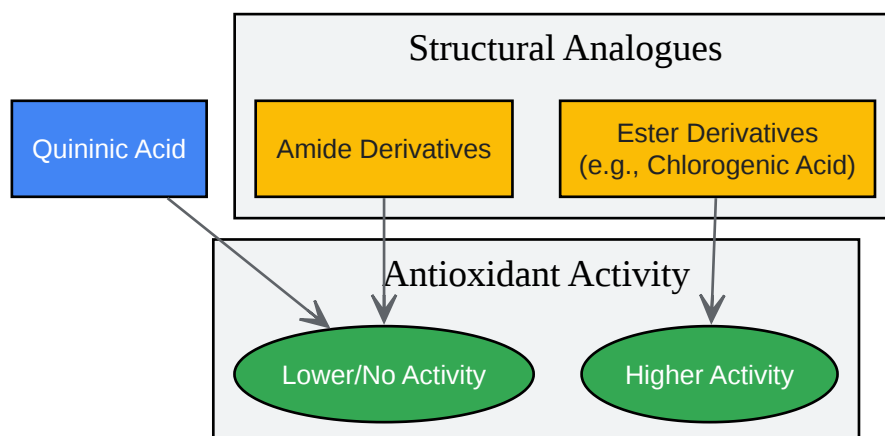 Structural Analogues
Quininic Acid
Amide Derivatives
Ester Derivatives
(e.g., Chlorogenic Acid)
Antioxidant Activity
Lower/No Activity
Higher Activity